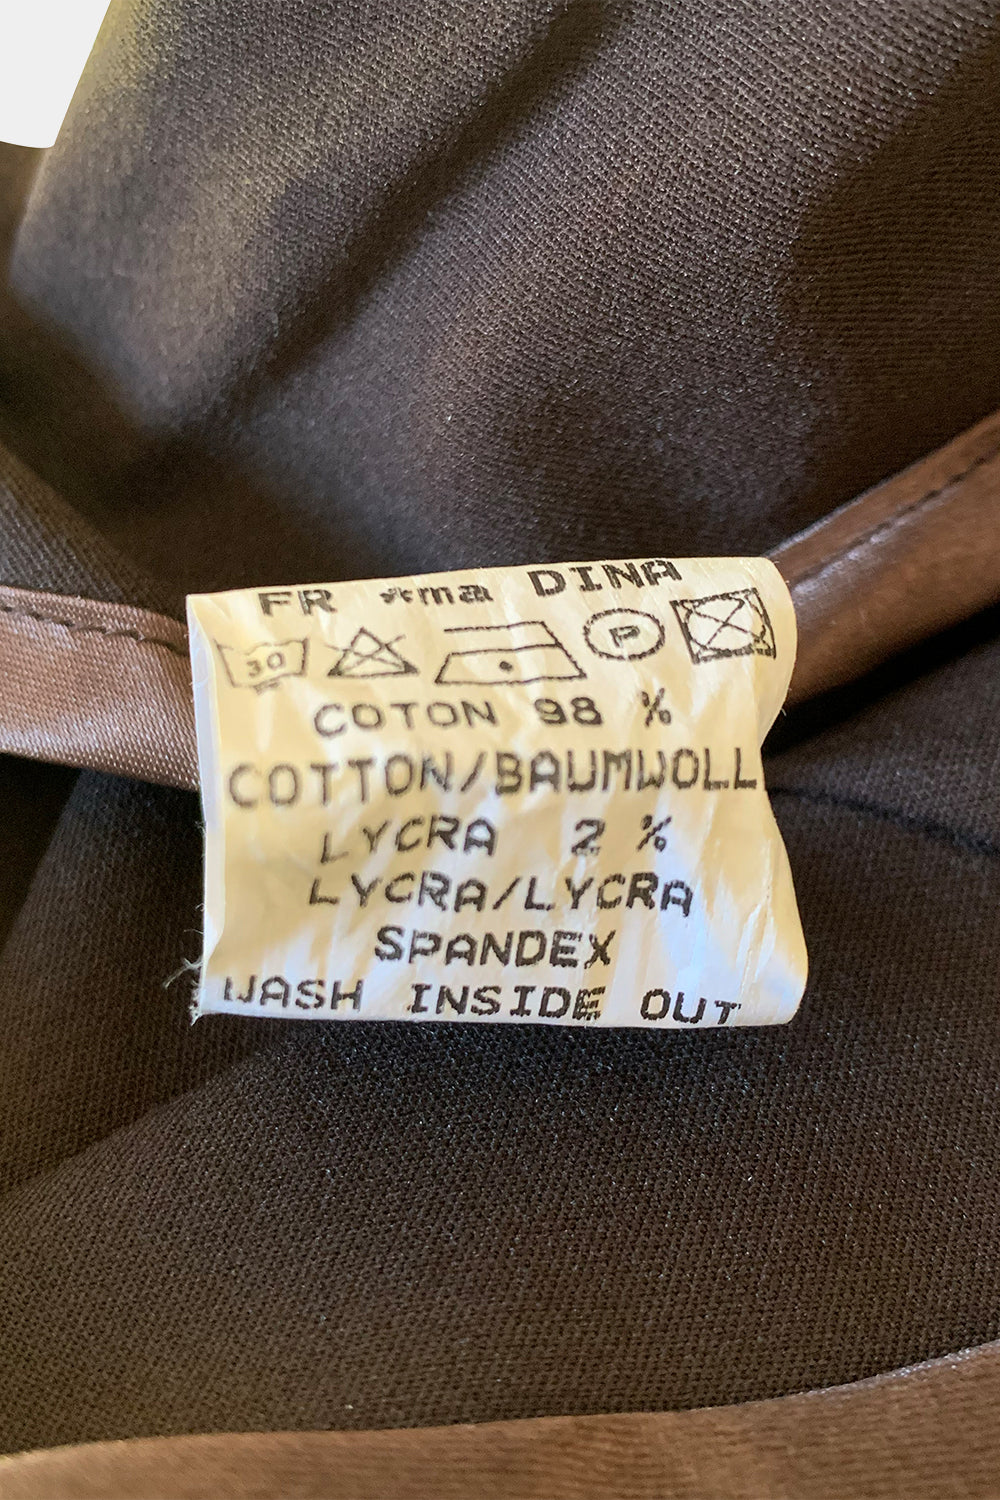 FR *ma DINA
30 P
COTON 98 %
COTTON/BAUMWOLL
LYCRA 2 %
LYCRA/LYCRA
SPANDEX
WASH INSIDE OUT